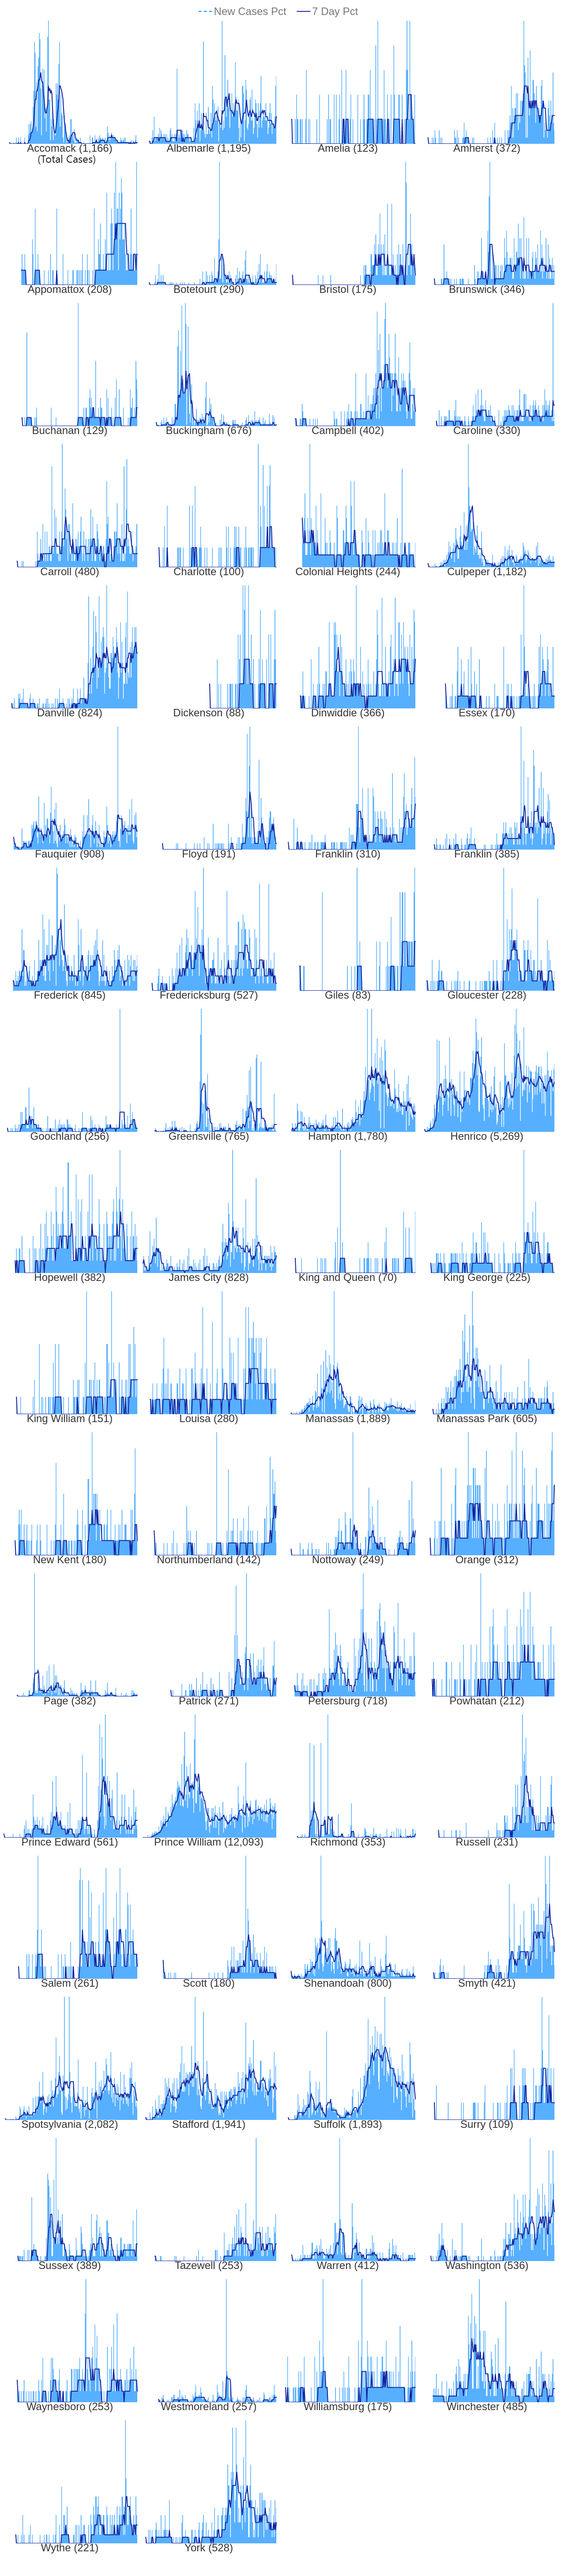 New Cases Pct 7 Day Pct
Accomack (1,166) Albemarle (1,195) Amelia (123) Amherst (372)
(Total Cases)
Appomattox (208) Botetourt (290) Bristol (175) Brunswick (346)
Buchanan (129) Buckingham (676) Campbell (402) Caroline (330)
Carroll (480) Charlotte (100) Colonial Heights (244) Culpeper (1,182)
Danville (824) Dickenson (88) Dinwiddie (366) Essex (170)
Fauquier (908) Floyd (191) Franklin (310) Franklin (385)
Frederick (845) Fredericksburg (527) Giles (83) Gloucester (228)
Goochland (256) Greensville (765) Hampton (1,780) Henrico (5,269)
Hopewell (382) James City (828) King and Queen (70) King George (225)
King William (151) Louisa (280) Manassas (1,889) Manassas Park (605)
New Kent (180) Northumberland (142) Nottoway (249) Orange (312)
Page (382) Patrick (271) Petersburg (718) Powhatan (212)
Prince Edward (561) Prince William (12,093) Richmond (353) Russell (231)
Salem (261) Scott (180) Shenandoah (800) Smyth (421)
Spotsylvania (2,082) Stafford (1,941) Suffolk (1,893) Surry (109)
Sussex (389) Tazewell (253) Warren (412) Washington (536)
Waynesboro (253) Westmoreland (257) Williamsburg (175) Winchester (485)
Wythe (221) York (528)